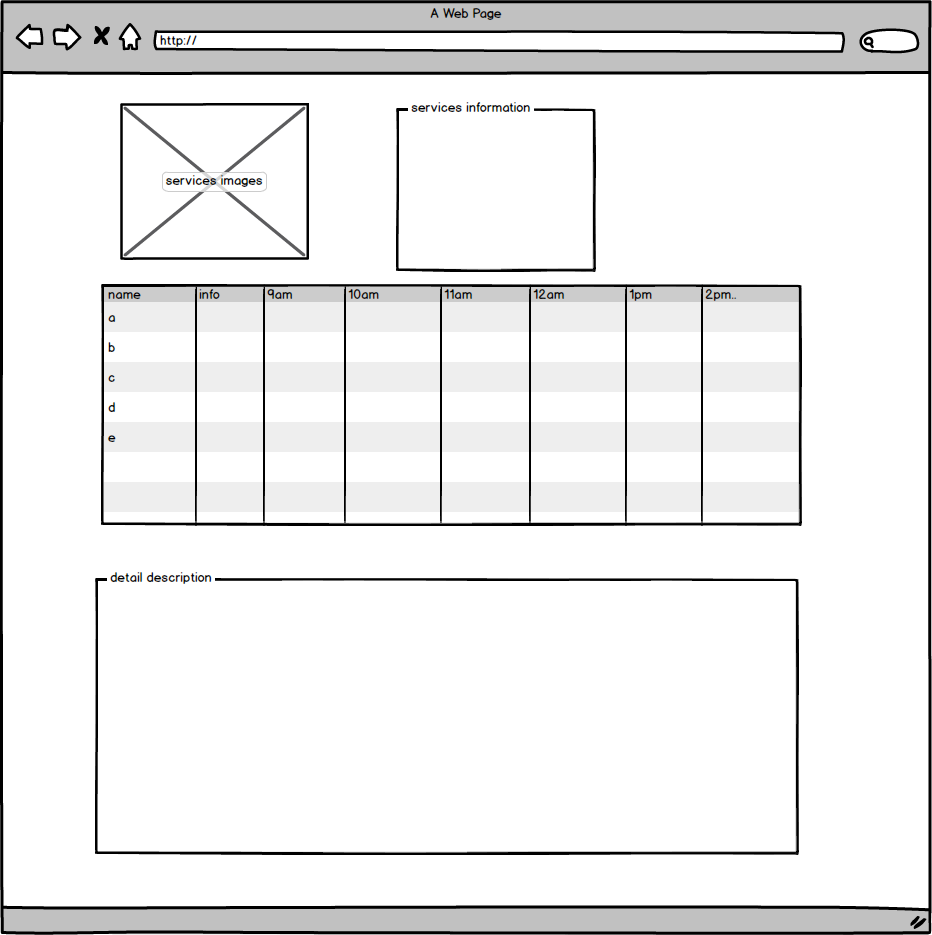 A Web Page
http://
services images
services information
name info 9am 10am 11am 12am 1pm 2pm..
a
b
c
d
e
detail description